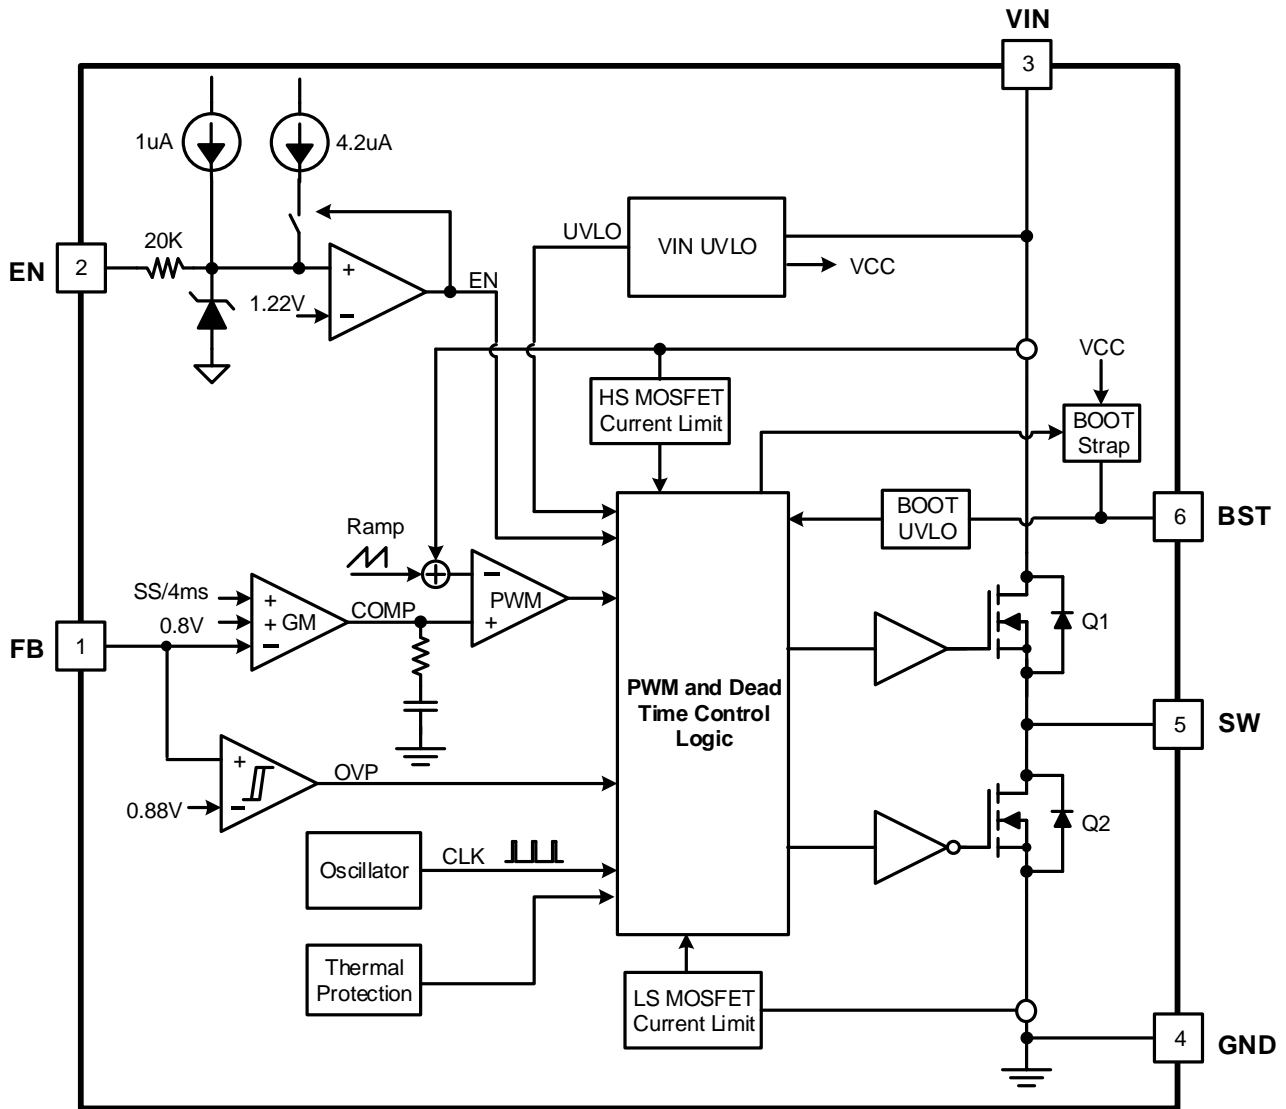 VIN
3
1uA
4.2uA
20K
EN
2
+
−
1.22V
EN
UVLO
VIN UVLO
VCC
HS MOSFET
Current Limit
VCC
BOOT
Strap
BOOT
UVLO
6
BST
Ramp
SS/4ms
0.8V
+
+
−
GM
COMP
−
+
PWM
FB
1
PWM and Dead
Time Control
Logic
Q1
5
SW
+
−
0.88V
OVP
Q2
Oscillator
CLK
Thermal
Protection
LS MOSFET
Current Limit
4
GND